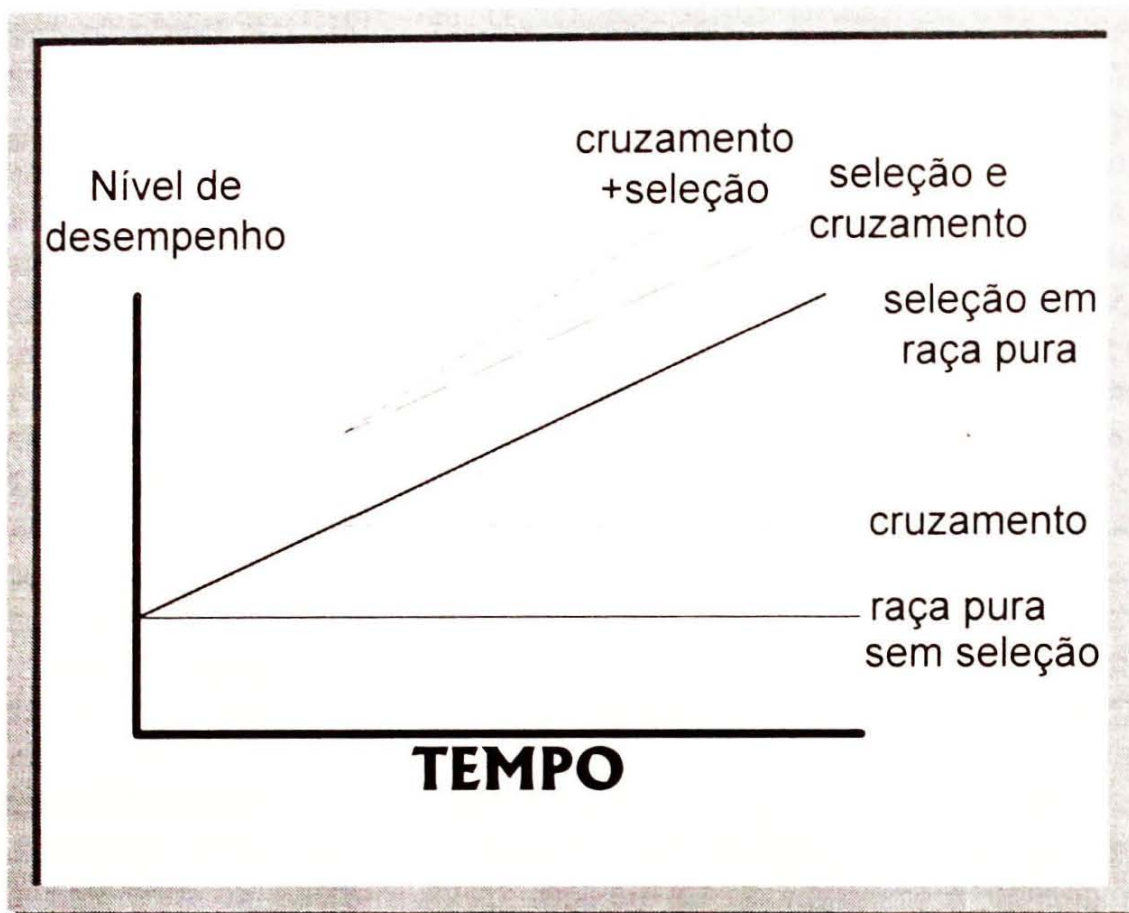 Nível de
desempenho
cruzamento
+seleção
seleção e
cruzamento
seleção em
raça pura
cruzamento
raça pura
sem seleção
TEMPO